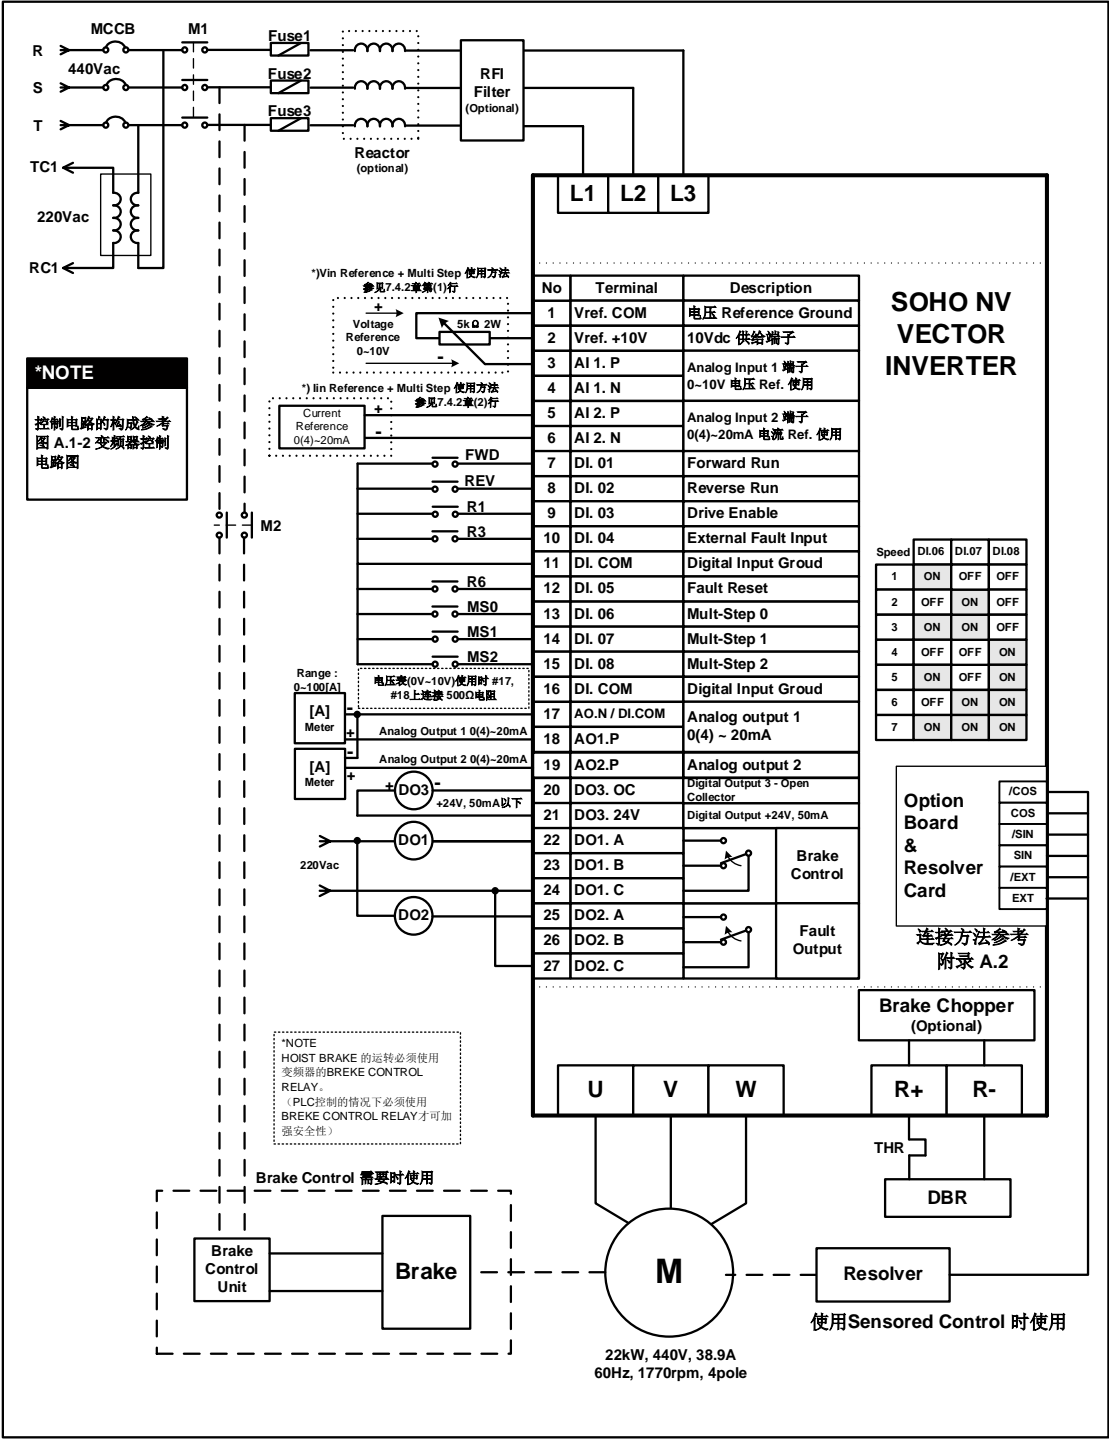 MCCB
M1
R
440Vac
S
T
Fuse1
Fuse2
Fuse3
Reactor
(optional)
RFI
Filter
(Optional)
TC1
220Vac
RC1
L1 L2 L3
SOHO NV
VECTOR
INVERTER
*NOTE
控制电路的构成参考
图 A.1-2 变频器控制
电路图
*)Vin Reference + Multi Step 使用方法
参见7.4.2章第(1)行
+
Voltage
Reference
0~10V
-
5kΩ 2W
*) Iin Reference + Multi Step 使用方法
参见7.4.2章(2)行
Current
Reference
0(4)~20mA
+
-
FWD
REV
R1
R3
R6
MS0
MS1
MS2
M2
No Terminal Description
1 Vref. COM 电压 Reference Ground
2 Vref. +10V 10Vdc 供给端子
3 AI 1. P
4 AI 1. N
Analog Input 1 端子
0~10V 电压 Ref. 使用
5 AI 2. P
6 AI 2. N
Analog Input 2 端子
0(4)~20mA 电流 Ref. 使用
7 DI. 01 Forward Run
8 DI. 02 Reverse Run
9 DI. 03 Drive Enable
10 DI. 04 External Fault Input
11 DI. COM Digital Input Groud
12 DI. 05 Fault Reset
13 DI. 06 Mult-Step 0
14 DI. 07 Mult-Step 1
15 DI. 08 Mult-Step 2
16 DI. COM Digital Input Groud
17 AO.N / DI.COM
18 AO1.P
Analog output 1
0(4) ~ 20mA
19 AO2.P Analog output 2
20 DO3. OC Digital Output 3 - Open
Collector
21 DO3. 24V Digital Output +24V, 50mA
22 DO1. A
23 DO1. B
24 DO1. C
Brake
Control
25 DO2. A
26 DO2. B
27 DO2. C
Fault
Output
Speed DI.06 DI.07 DI.08
1 ON OFF OFF
2 OFF ON OFF
3 ON ON OFF
4 OFF OFF ON
5 ON OFF ON
6 OFF ON ON
7 ON ON ON
Range :
0~100[A]
电压表(0V~10V)使用时 #17,
#18上连接 500Ω电阻
[A]
Meter
-
+
Analog Output 1 0(4)~20mA
[A]
Meter
-
+
Analog Output 2 0(4)~20mA
+
DO3
-
+24V, 50mA以下
DO1
220Vac
DO2
Option
Board
&
Resolver
Card
/COS
COS
/SIN
SIN
/EXT
EXT
连接方法参考
附录 A.2
Brake Chopper
(Optional)
U V W
R+ R-
THR
DBR
*NOTE
HOIST BRAKE 的运转必须使用
变频器的BREKE CONTROL
RELAY。
（PLC控制的情况下必须使用
BREKE CONTROL RELAY才可加
强安全性）
Brake Control 需要时使用
Brake
Control
Unit
Brake
M
Resolver
使用Sensored Control 时使用
22kW, 440V, 38.9A
60Hz, 1770rpm, 4pole